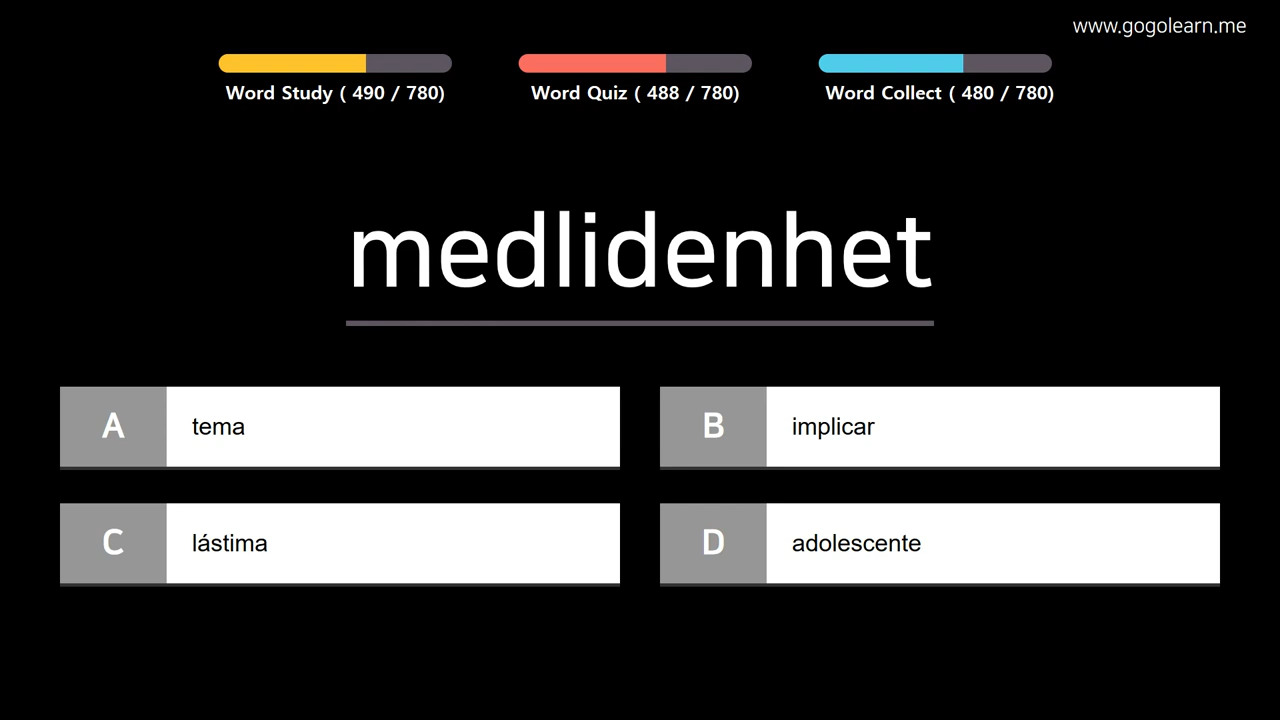 www.gogolearn.me
Word Study ( 490 / 780)
Word Quiz ( 488 / 780)
Word Collect ( 480 / 780)
medlidenhet
A tema
B implicar
C lástima
D adolescente